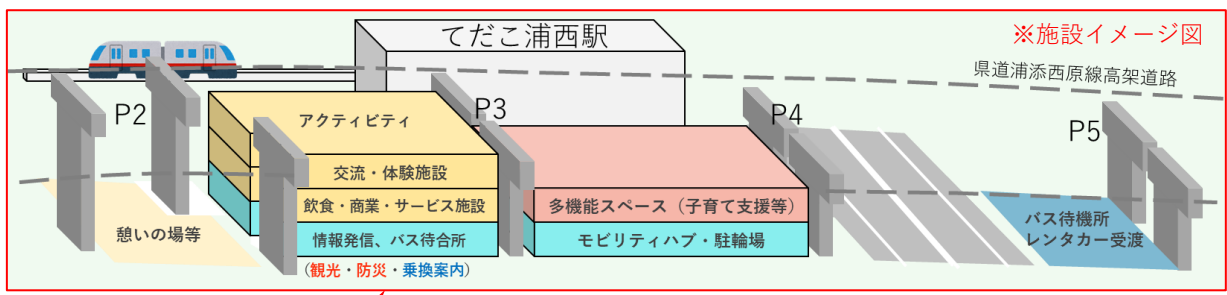 てだこ浦西駅
※施設イメージ図
県道浦添西原線高架道路
P2
P3
P4
P5
アクティビティ
交流・体験施設
飲食・商業・サービス施設
多機能スペース（子育て支援等）
憩いの場等
情報発信、バス待合所
モビリティハブ・駐輪場
バス待機所
レンタカー受渡
（観光・防災・乗換案内）